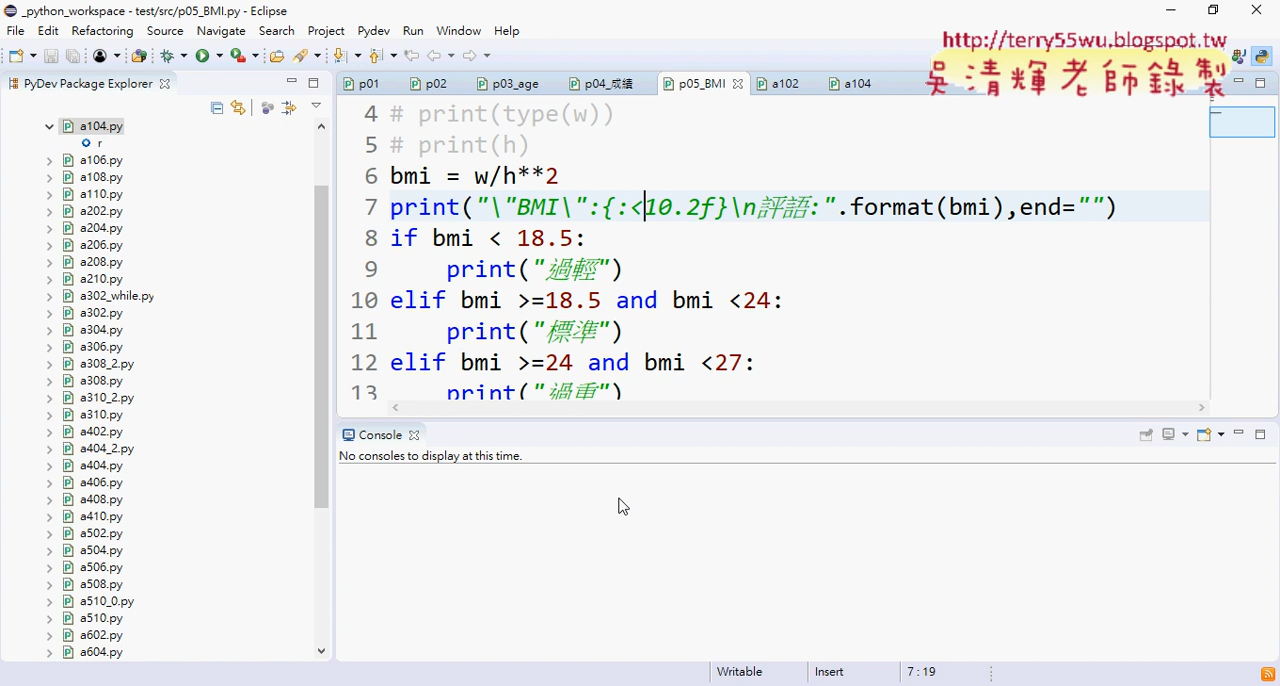 _python_workspace - test/src/p05_BMI.py - Eclipse
File Edit Refactoring Source Navigate Search Project Pydev Run Window Help
http://terry55wu.blogspot.tw
吳清輝老師錄製
PyDev Package Explorer
p01 p02 p03_age p04_成績 p05_BMI a102 a104
a104.py
r
a106.py
a108.py
a110.py
a202.py
a204.py
a206.py
a208.py
a210.py
a302_while.py
a302.py
a304.py
a306.py
a308_2.py
a308.py
a310_2.py
a310.py
a402.py
a404_2.py
a404.py
a406.py
a408.py
a410.py
a502.py
a504.py
a506.py
a508.py
a510_0.py
a510.py
a602.py
a604.py
4 # print(type(w))
5 # print(h)
6 bmi = w/h**2
7 print("\"BMI\":{:<10.2f}\n評語:".format(bmi),end="")
8 if bmi < 18.5:
9     print("過輕")
10 elif bmi >=18.5 and bmi <24:
11     print("標準")
12 elif bmi >=24 and bmi <27:
13     print("過重")
Console
No consoles to display at this time.
Writable Insert 7 : 19